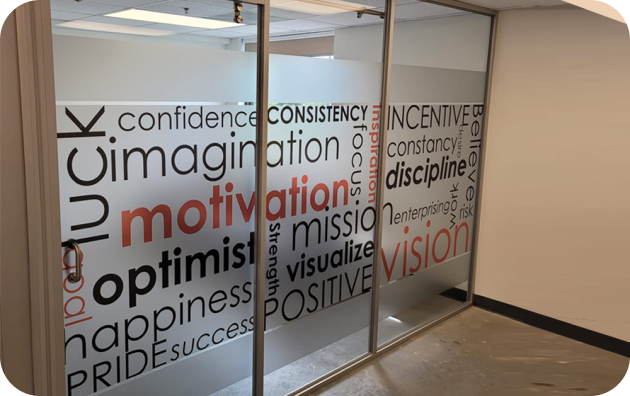 luck
confidence
CONSISTENCY
imagination
focus
inspiration
INCENTIVE
Believe
constancy
desire
discipline
motivation
mission
enterprising
work
risk
goal
optimist
Strength
visualize
vision
happiness
POSITIVE
PRIDE
success